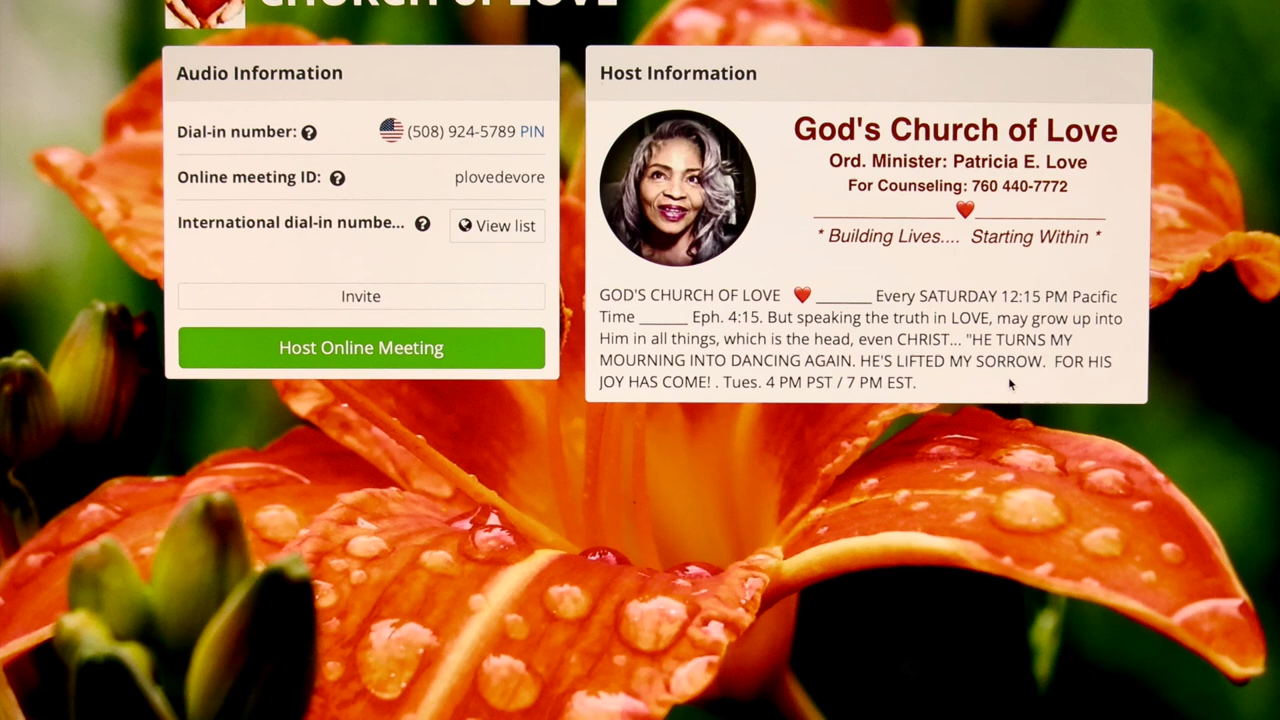 CHURCH of LOVE
Audio Information
Dial-in number:
(508) 924-5789 PIN
Online meeting ID:
plovedevore
International dial-in numbe...
View list
Invite
Host Online Meeting
Host Information
God's Church of Love
Ord. Minister: Patricia E. Love
For Counseling: 760 440-7772
* Building Lives.... Starting Within *
GOD'S CHURCH OF LOVE ❤️ _______ Every SATURDAY 12:15 PM Pacific
Time ______ Eph. 4:15. But speaking the truth in LOVE, may grow up into
Him in all things, which is the head, even CHRIST... "HE TURNS MY
MOURNING INTO DANCING AGAIN. HE'S LIFTED MY SORROW. FOR HIS
JOY HAS COME! . Tues. 4 PM PST / 7 PM EST.